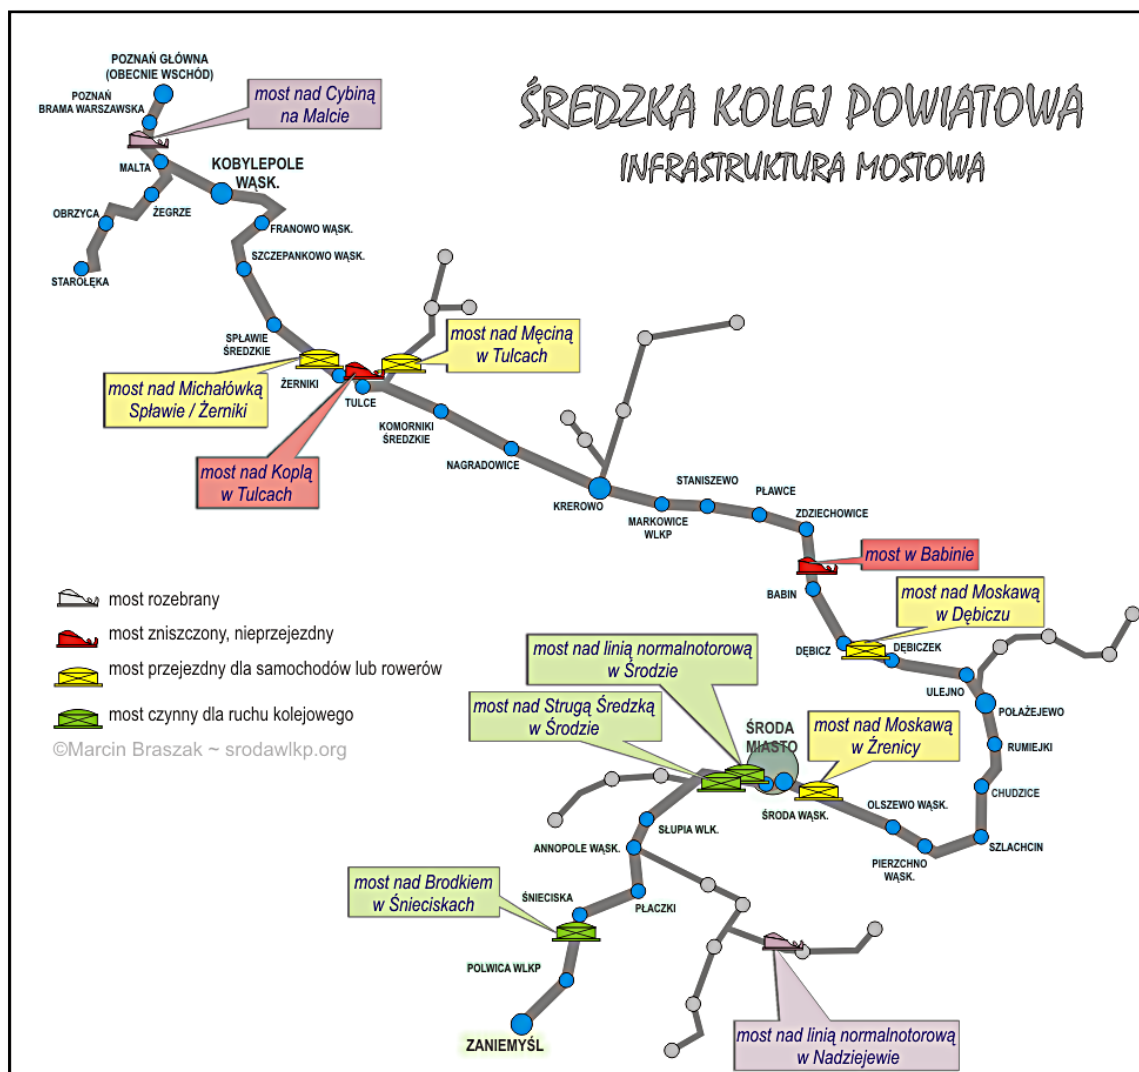 ŚREDZKA KOLEJ POWIATOWA
INFRASTRUKTURA MOSTOWA
POZNAŃ GŁÓWNA
(OBECNIE WSCHÓD)
POZNAŃ
BRAMA WARSZAWSKA
most nad Cybiną
na Malcie
MALTA
KOBYLEPOLE
WĄSK.
OBRZYCA
ŻEGRZE
FRANOWO WĄSK.
STAROŁĘKA
SZCZEPANKOWO WĄSK.
SPŁAWIE
ŚREDZKIE
most nad Męciną
w Tulcach
most nad Michałówką
Spławie / Żerniki
ŻERNIKI
TULCE
KOMORNIKI
ŚREDZKIE
most nad Koplą
w Tulcach
NAGRADOWICE
KREROWO
STANISZEWO
MARKOWICE
WLKP
PŁAWCE
ZDZIECHOWICE
most w Babinie
BABIN
most nad Moskawą
w Dębiczu
DĘBICZ
DĘBICZEK
ULEJNO
POŁAŻEJEWO
RUMIEJKI
CHUDZICE
SZLACHCIN
most rozebrany
most zniszczony, nieprzejezdny
most przejezdny dla samochodów lub rowerów
most czynny dla ruchu kolejowego
©Marcin Braszak ~ srodawlkp.org
most nad linią normalnotorową
w Środzie
most nad Strugą Średzką
w Środzie
ŚRODA
MIASTO
most nad Moskawą
w Źrenicy
ŚRODA WĄSK.
OLSZEWO WĄSK.
PIERZCHNO
WĄSK.
SŁUPIA WLK.
ANNOPOLE WĄSK.
most nad Brodkiem
w Śnieciskach
ŚNIECISKA
PŁACZKI
POLWICA WLKP
ZANIEMYŚL
most nad linią normalnotorową
w Nadziejewie